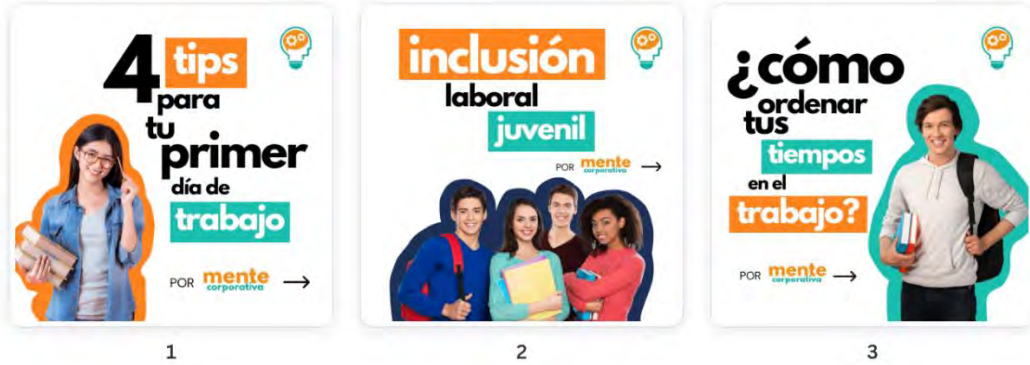 4 tips
para
tu
primer
día de
trabajo
POR mente
corporativa
1
inclusión
laboral
juvenil
POR mente
corporativa
2
¿cómo
ordenar
tus
tiempos
en el
trabajo?
POR mente
corporativa
3